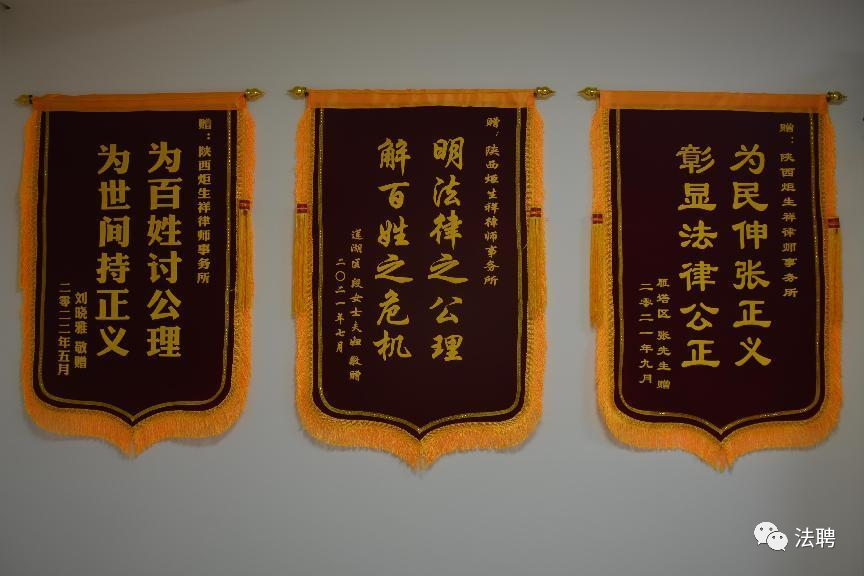 赠：陕西炬生祥律师事务所
为百姓讨公理
为世间持正义
刘晓雅 敬赠
二零二二年五月
赠：陕西炬生祥律师事务所
明法律之公理
解百姓之危机
莲湖区 段女士夫妇 敬赠
二〇二一年七月
赠：陕西炬生祥律师事务所
为民伸张正义
彰显法律公正
雁塔区 张先生 赠
二零二一年九月
法聘